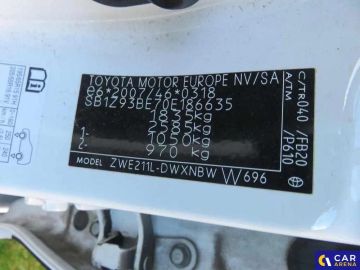 TOYOTA MOTOR EUROPE NV/SA
e6*2007/46*0318
SB1Z93BE70E186635
1835kg
2585kg
1- 1050kg
2- 970 kg
MODEL ZWE211L-DWXNBW W696
C/TR 040 /FB20
A/TM /P610
CAR
ARENA